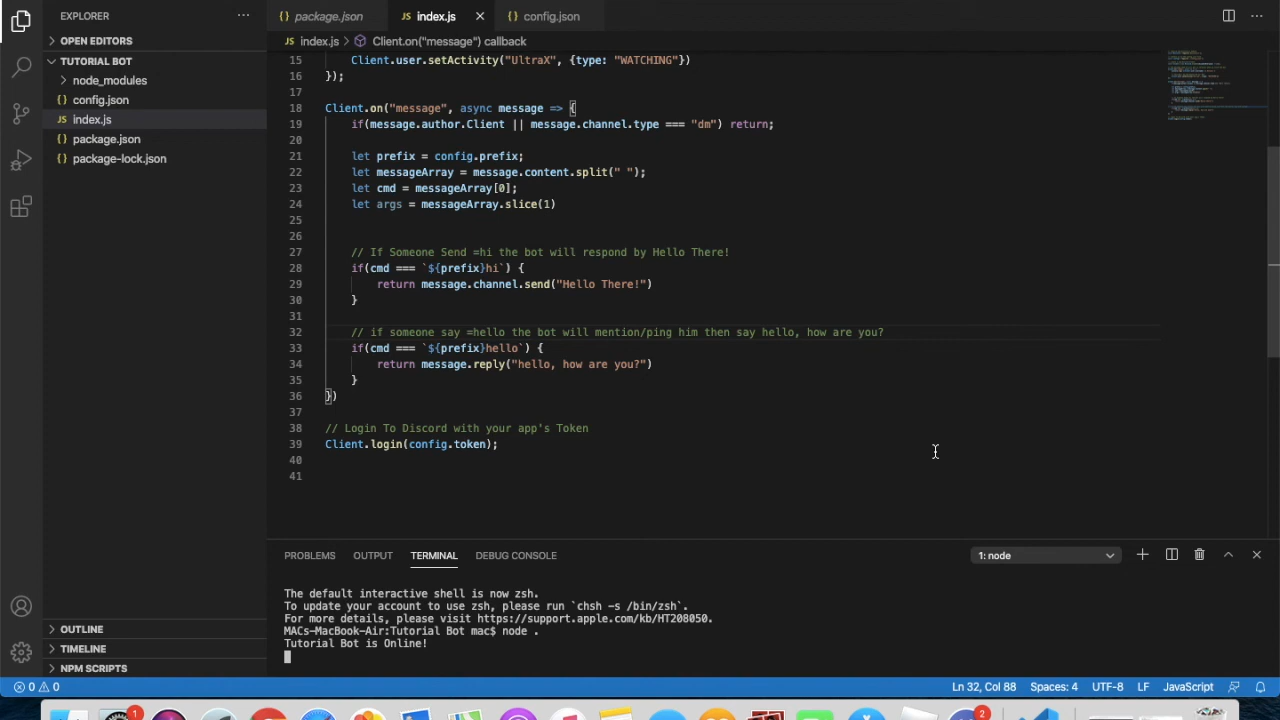 EXPLORER
OPEN EDITORS
TUTORIAL BOT
node_modules
{} config.json
JS index.js
{} package.json
{} package-lock.json
OUTLINE
TIMELINE
NPM SCRIPTS
{} package.json
JS index.js
{} config.json
JS index.js > Client.on("message") callback
15 Client.user.setActivity("UltraX", {type: "WATCHING"})
16 });
17
18 Client.on("message", async message => {
19 if(message.author.Client || message.channel.type === "dm") return;
20
21 let prefix = config.prefix;
22 let messageArray = message.content.split(" ");
23 let cmd = messageArray[0];
24 let args = messageArray.slice(1)
25
26
27 // If Someone Send =hi the bot will respond by Hello There!
28 if(cmd === `${prefix}hi`) {
29 return message.channel.send("Hello There!")
30 }
31
32 // if someone say =hello the bot will mention/ping him then say hello, how are you?
33 if(cmd === `${prefix}hello`) {
34 return message.reply("hello, how are you?")
35 }
36 })
37
38 // Login To Discord with your app's Token
39 Client.login(config.token);
40
41
PROBLEMS OUTPUT TERMINAL DEBUG CONSOLE 1: node
The default interactive shell is now zsh.
To update your account to use zsh, please run `chsh -s /bin/zsh`.
For more details, please visit https://support.apple.com/kb/HT208050.
MACs-MacBook-Air:Tutorial Bot mac$ node .
Tutorial Bot is Online!
0 0 Ln 32, Col 88 Spaces: 4 UTF-8 LF JavaScript
1 2